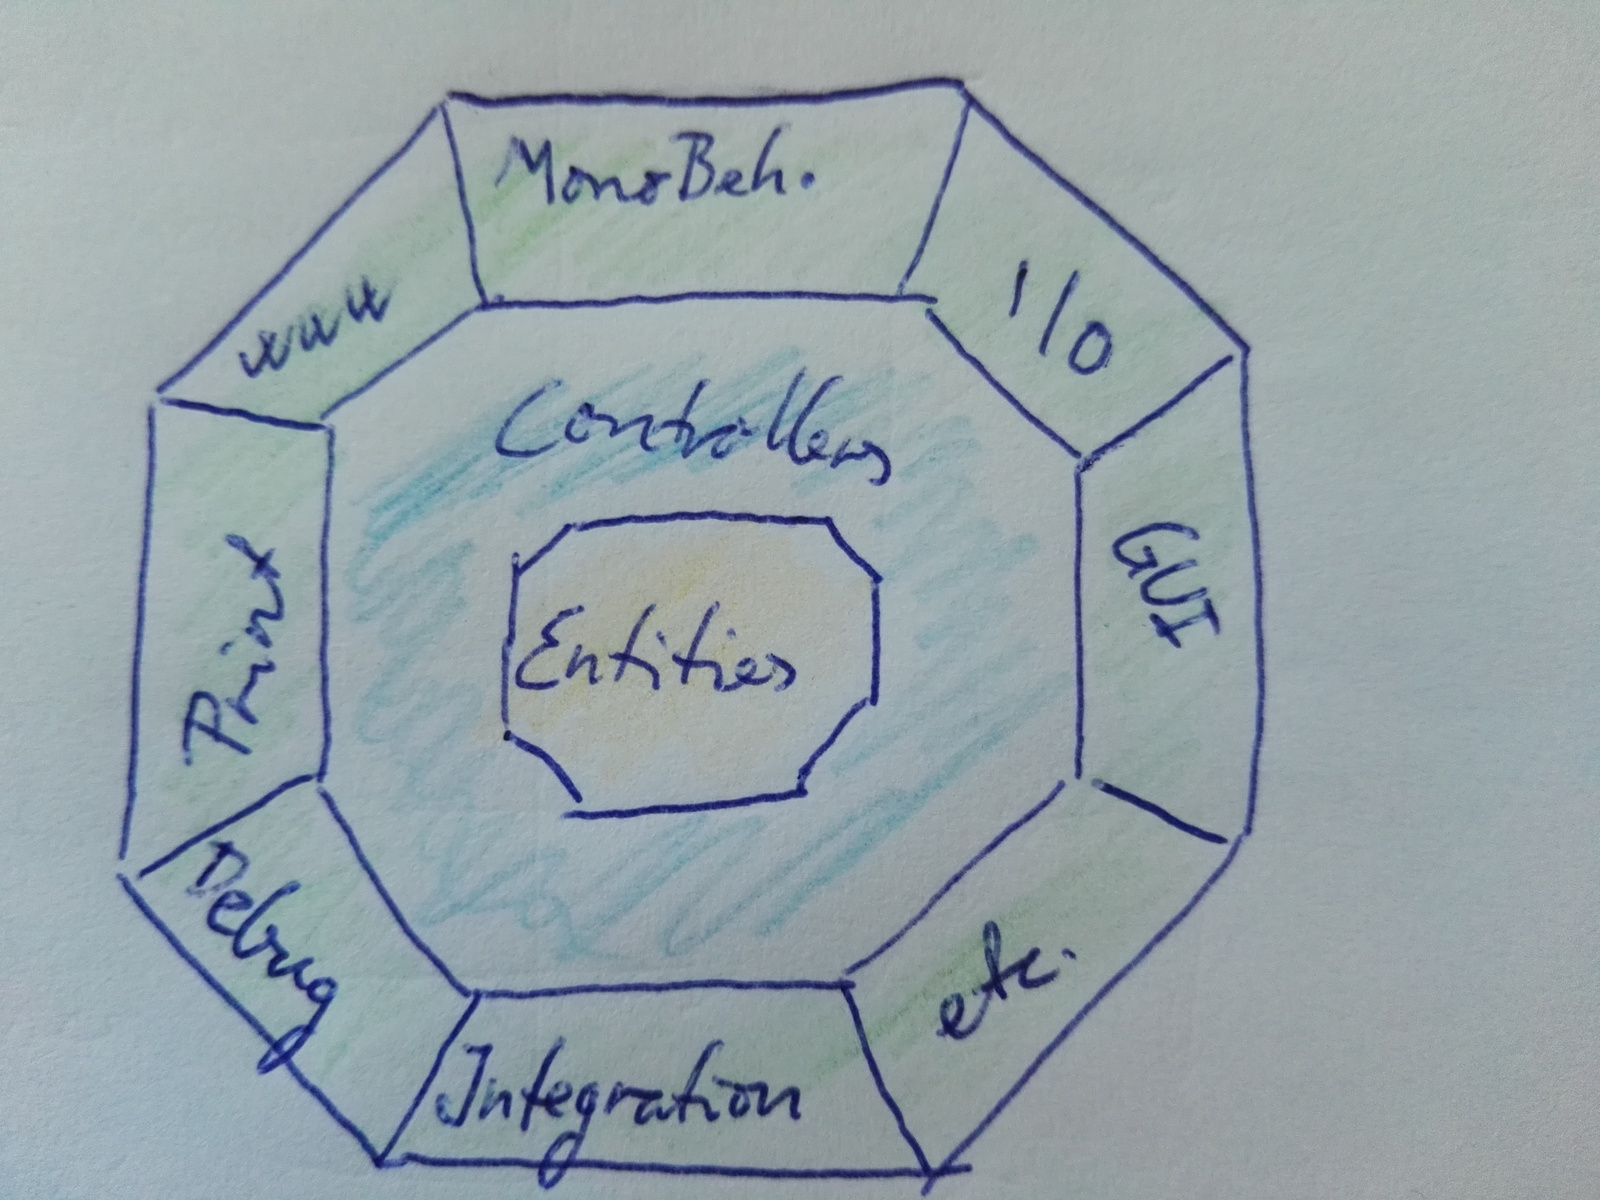 MonoBeh.
www
I/O
Controllers
GUI
Entities
Print
Debug
etc.
Integration